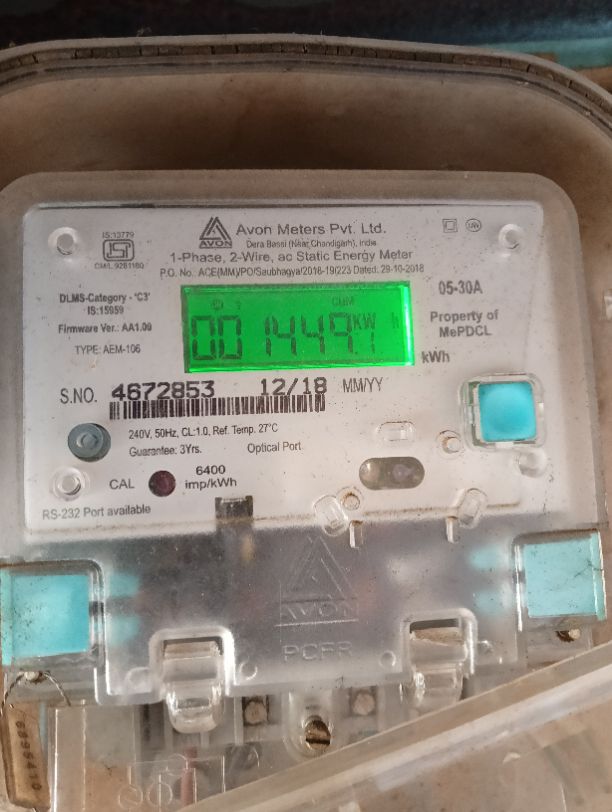 IS:13779
ISI
CM/L 9281180
AVON
Avon Meters Pvt. Ltd.
Dera Bassi (Near Chandigarh), India
1-Phase, 2-Wire, ac Static Energy Meter
P.O. No. ACE(MM)/PO/Saubhagya/2018-19/223 Dated: 29-10-2018
DLMS-Category - 'C3'
IS:15959
Firmware Ver.: AA1.00
TYPE: AEM-106
CUM
001449.1 KW h
kWh
05-30A
Property of
MePDCL
S.NO. 4672853 12/18 MM/YY
240V, 50Hz, CL:1.0, Ref. Temp. 27°C
Guarantee: 3Yrs. Optical Port
CAL 6400
imp/kWh
RS-232 Port available
AVON